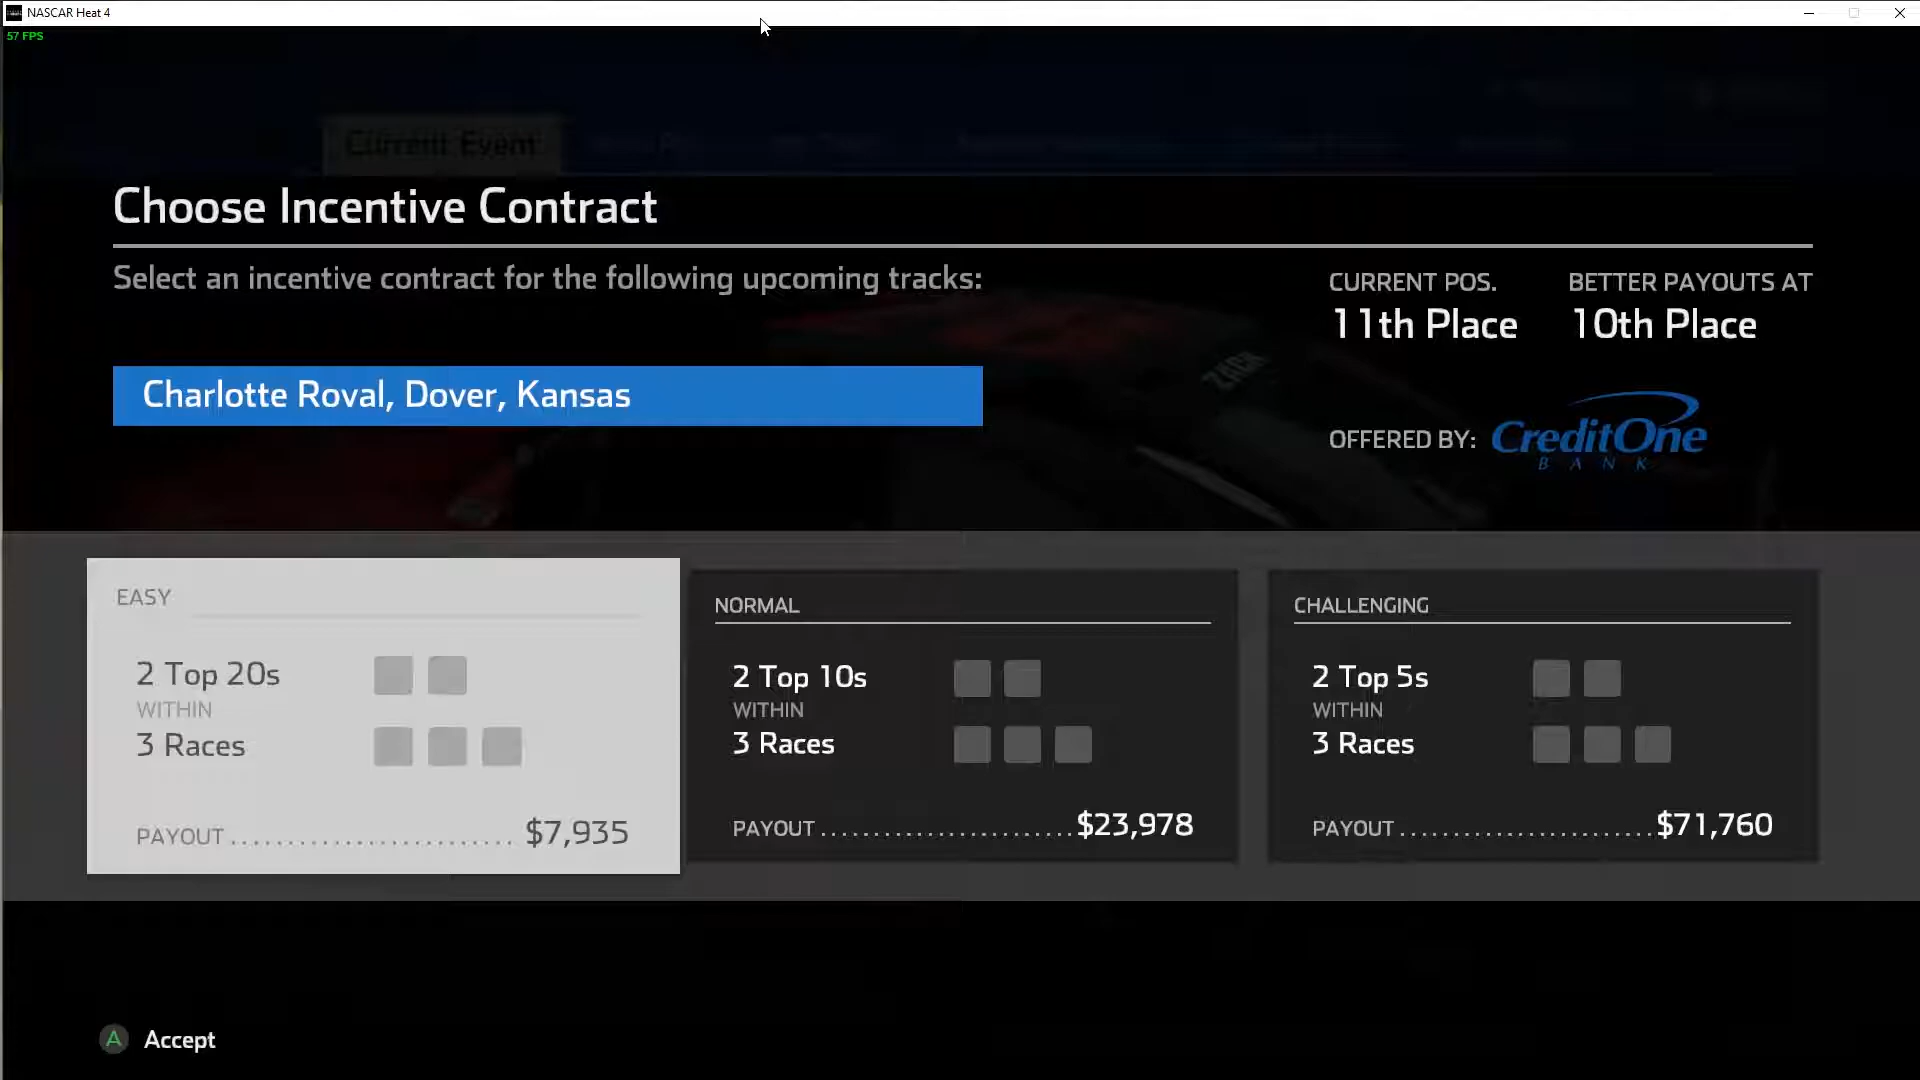 NASCAR Heat 4
57 FPS
Current Event
Choose Incentive Contract
Select an incentive contract for the following upcoming tracks:
CURRENT POS.
11th Place
BETTER PAYOUTS AT
10th Place
Charlotte Roval, Dover, Kansas
OFFERED BY:
CreditOne
BANK
ZACH
EASY
2 Top 20s
WITHIN
3 Races
PAYOUT ........................ $7,935
NORMAL
2 Top 10s
WITHIN
3 Races
PAYOUT ........................ $23,978
CHALLENGING
2 Top 5s
WITHIN
3 Races
PAYOUT ........................ $71,760
A Accept